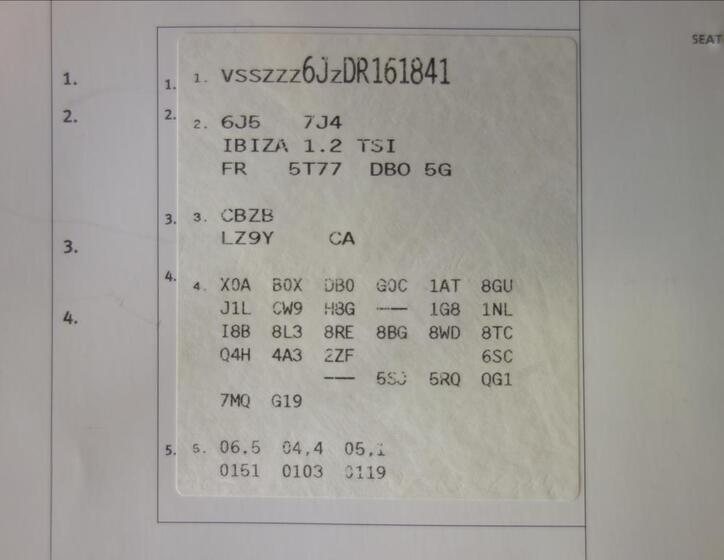 SEAT
1. 1. 1. VSSZZZ6JZDR161841
2. 2. 2. 6J5 7J4
IBIZA 1.2 TSI
FR 5T77 DBO 5G
3. 3. 3. CBZB
LZ9Y CA
4. 4. 4. X0A B0X DB0 G0C 1AT 8GU
J1L CW9 H8G --- 1G8 1NL
I8B 8L3 8RE 8BG 8WD 8TC
Q4H 4A3 2ZF 6SC
--- 5SJ 5RQ QG1
7MQ G19
5. 5. 06,5 04,4 05,1
0151 0103 0119